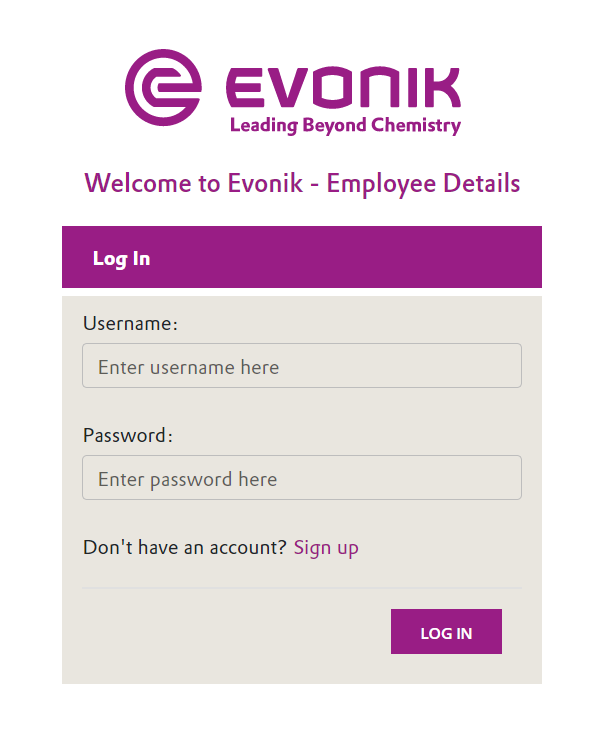 EVONIK
Leading Beyond Chemistry
Welcome to Evonik - Employee Details
Log In
Username:
Enter username here
Password:
Enter password here
Don't have an account? Sign up
LOG IN